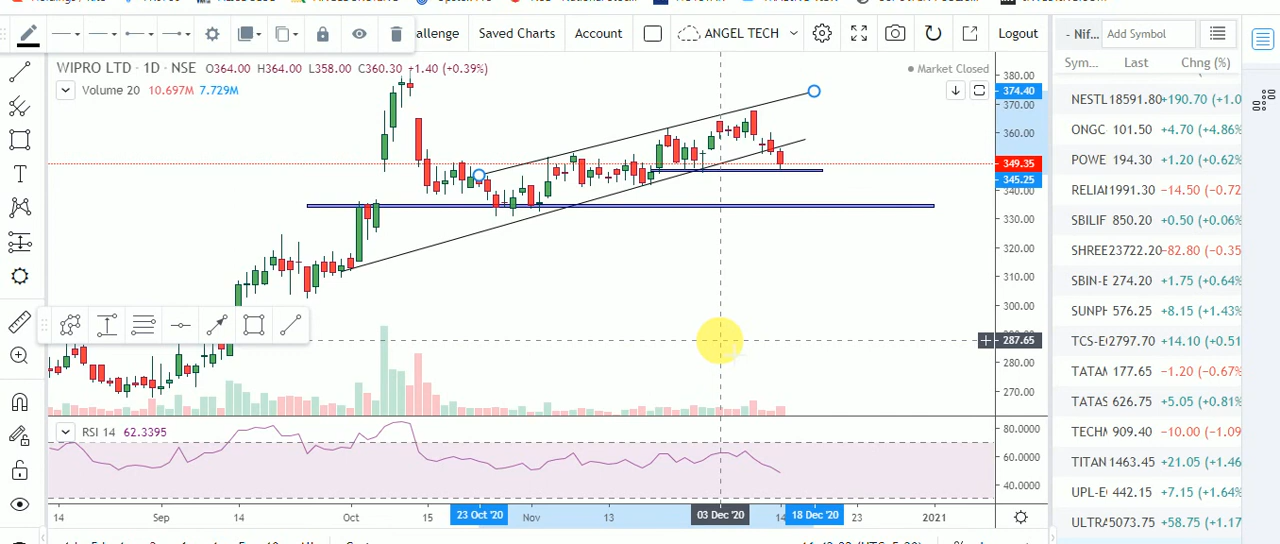 allenge Saved Charts Account ANGEL TECH Logout
- Nif... Add Symbol
WIPRO LTD · 1D · NSE O364.00 H364.00 L358.00 C360.30 +1.40 (+0.39%)
Market Closed
Volume 20 10.697M 7.729M
Sym... Last Chng (%)
NESTL 18591.80 +190.70 (+1.0
ONGC 101.50 +4.70 (+4.86%
POWE 194.30 +1.20 (+0.62%
RELIA 1991.30 -14.50 (-0.72
SBILIF 850.20 +0.50 (+0.06%
SHREE 23722.20 -82.80 (-0.35
SBIN-E 274.20 +1.75 (+0.64%
SUNPH 576.25 +8.15 (+1.43%
TCS-EQ 2797.70 +14.10 (+0.51
TATAM 177.65 -1.20 (-0.67%
TATAS 626.75 +5.05 (+0.81%
TECHM 909.40 -10.00 (-1.09
TITAN 1463.45 +21.05 (+1.46
UPL-E 442.15 +7.15 (+1.64%
ULTRA 5073.75 +58.75 (+1.17
380.00
374.40
370.00
360.00
349.35
345.25
340.00
330.00
320.00
310.00
300.00
287.65
280.00
270.00
RSI 14 62.3395
80.0000
60.0000
40.0000
14 Sep 14 Oct 15 23 Oct '20 Nov 13 03 Dec '20 14 18 Dec '20 23 2021